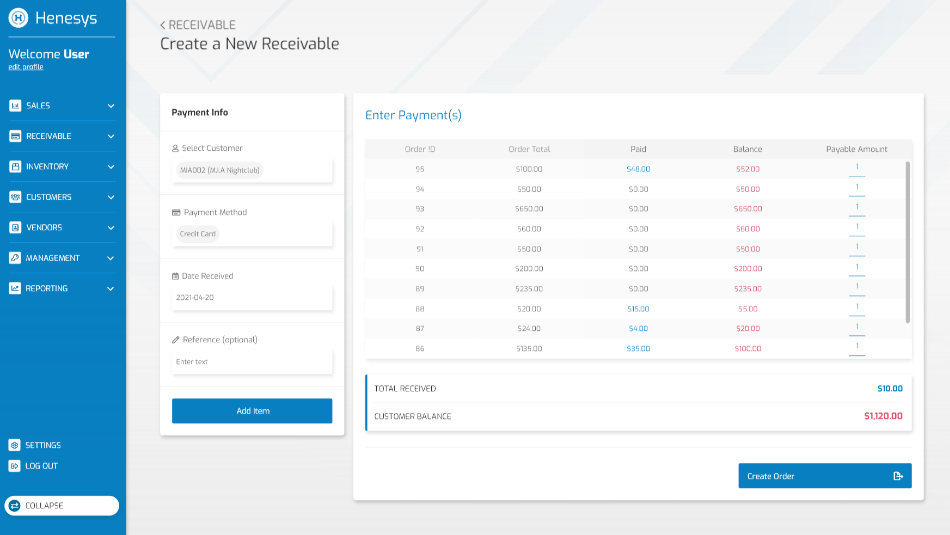 Henesys
Welcome User
edit profile
SALES
RECEIVABLE
INVENTORY
CUSTOMERS
VENDORS
MANAGEMENT
REPORTING
SETTINGS
LOG OUT
COLLAPSE
< RECEIVABLE
Create a New Receivable
Payment Info
Select Customer
MIA002 (M.I.A Nightclub)
Payment Method
Credit Card
Date Received
2021-04-20
Reference (optional)
Enter text
Add Item
Enter Payment(s)
Order ID Order Total Paid Balance Payable Amount
95 $100.00 $48.00 $52.00 1
94 $50.00 $0.00 $50.00 1
93 $650.00 $0.00 $650.00 1
92 $60.00 $0.00 $60.00 1
91 $50.00 $0.00 $50.00 1
90 $200.00 $0.00 $200.00 1
89 $235.00 $0.00 $235.00 1
88 $20.00 $15.00 $5.00 1
87 $24.00 $4.00 $20.00 1
86 $135.00 $35.00 $100.00 1
TOTAL RECEIVED $10.00
CUSTOMER BALANCE $1,120.00
Create Order